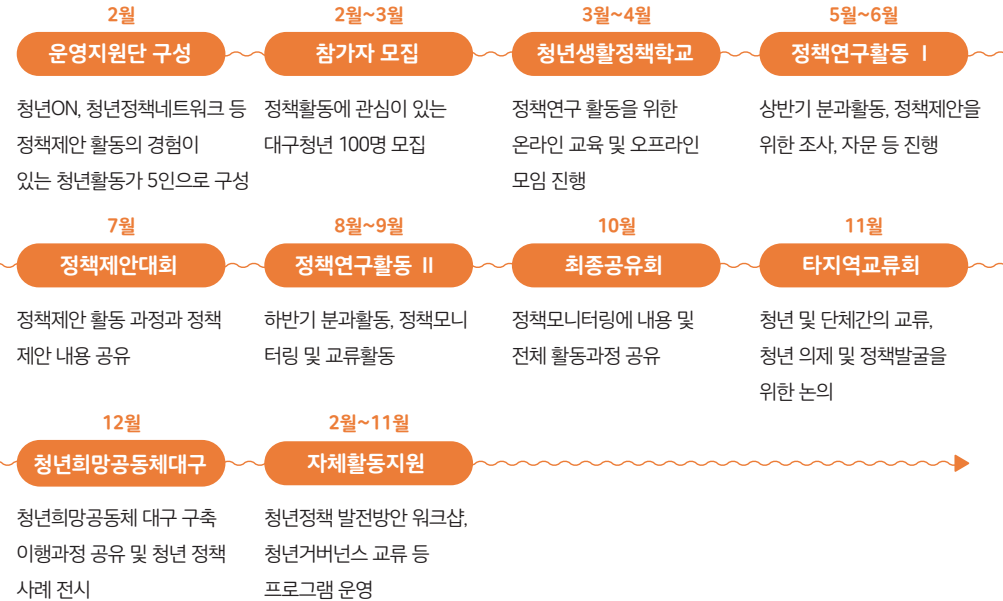 2월
운영지원단 구성
청년ON, 청년정책네트워크 등
정책제안 활동의 경험이
있는 청년활동가 5인으로 구성
2월~3월
참가자 모집
정책활동에 관심이 있는
대구청년 100명 모집
3월~4월
청년생활정책학교
정책연구 활동을 위한
온라인 교육 및 오프라인
모임 진행
5월~6월
정책연구활동 Ⅰ
상반기 분과활동, 정책제안을
위한 조사, 자문 등 진행
7월
정책제안대회
정책제안 활동 과정과 정책
제안 내용 공유
8월~9월
정책연구활동 Ⅱ
하반기 분과활동, 정책모니
터링 및 교류활동
10월
최종공유회
정책모니터링에 내용 및
전체 활동과정 공유
11월
타지역교류회
청년 및 단체간의 교류,
청년 의제 및 정책발굴을
위한 논의
12월
청년희망공동체대구
청년희망공동체 대구 구축
이행과정 공유 및 청년 정책
사례 전시
2월~11월
자체활동지원
청년정책 발전방안 워크샵,
청년거버넌스 교류 등
프로그램 운영